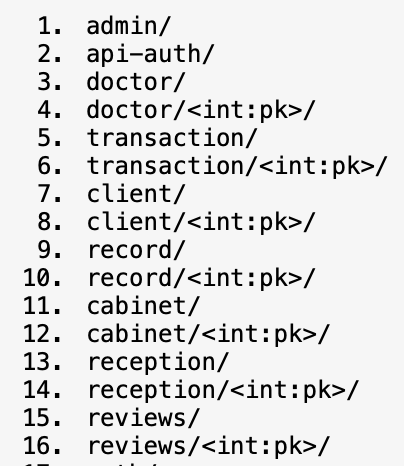 1. admin/
2. api-auth/
3. doctor/
4. doctor/<int:pk>/
5. transaction/
6. transaction/<int:pk>/
7. client/
8. client/<int:pk>/
9. record/
10. record/<int:pk>/
11. cabinet/
12. cabinet/<int:pk>/
13. reception/
14. reception/<int:pk>/
15. reviews/
16. reviews/<int:pk>/